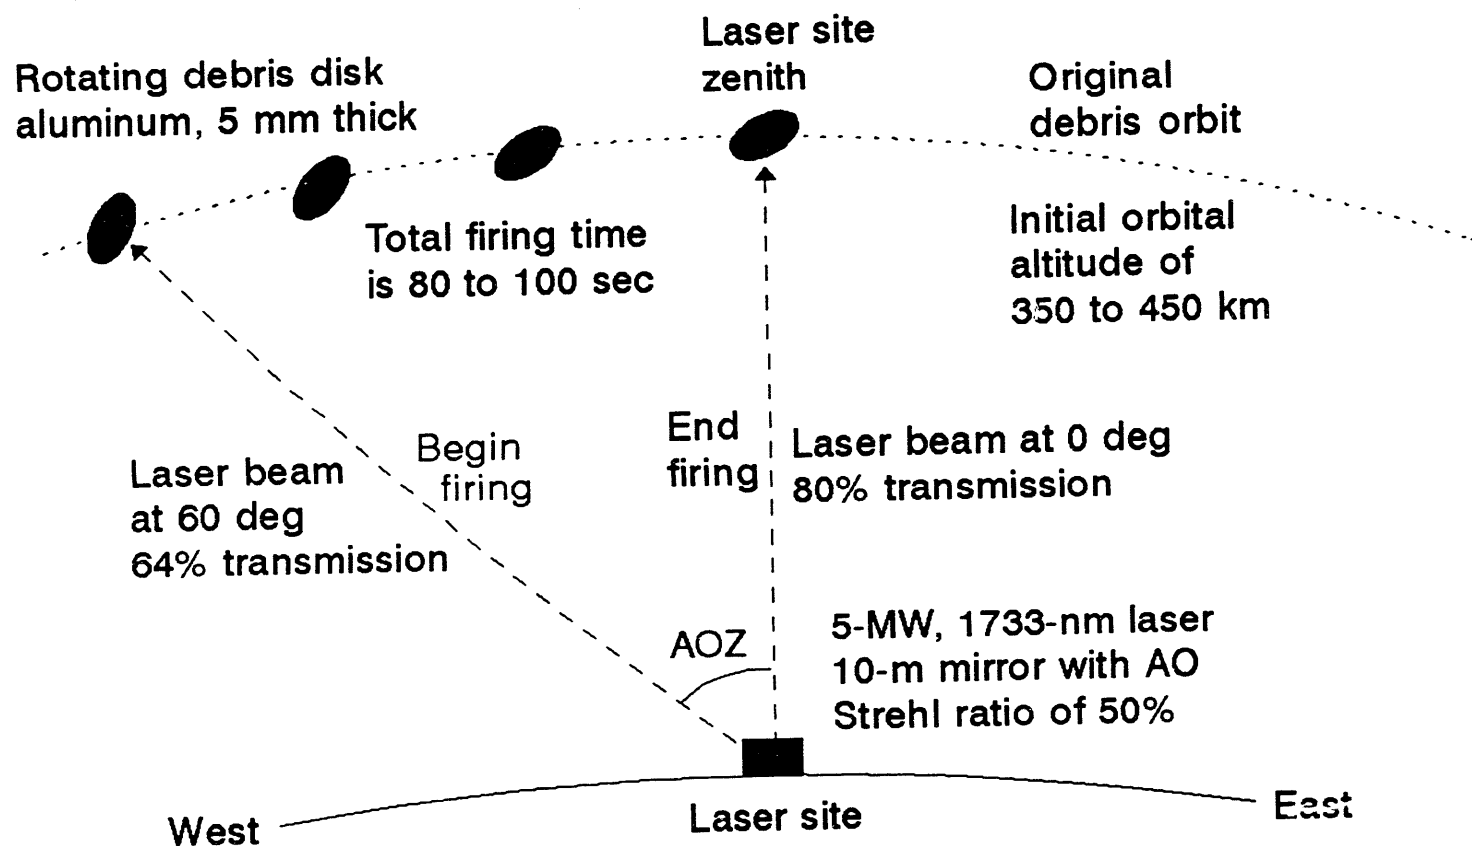 Laser site
zenith
Rotating debris disk
aluminum, 5 mm thick
Original
debris orbit
Total firing time
is 80 to 100 sec
Initial orbital
altitude of
350 to 450 km
Begin
firing
End
firing
Laser beam at 0 deg
80% transmission
Laser beam
at 60 deg
64% transmission
AOZ
5-MW, 1733-nm laser
10-m mirror with AO
Strehl ratio of 50%
West
Laser site
East